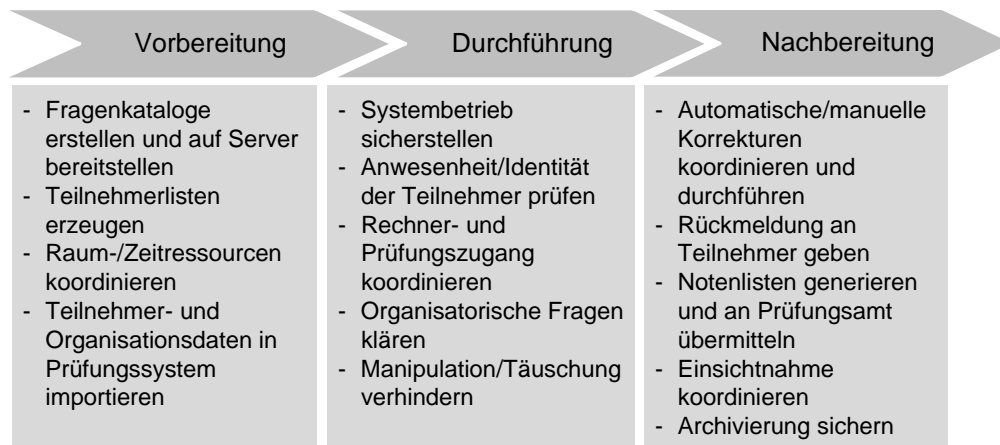 Vorbereitung
Durchführung
Nachbereitung
- Fragenkataloge
erstellen und auf Server
bereitstellen
- Teilnehmerlisten
erzeugen
- Raum-/Zeitressourcen
koordinieren
- Teilnehmer- und
Organisationsdaten in
Prüfungssystem
importieren
- Systembetrieb
sicherstellen
- Anwesenheit/Identität
der Teilnehmer prüfen
- Rechner- und
Prüfungszugang
koordinieren
- Organisatorische Fragen
klären
- Manipulation/Täuschung
verhindern
- Automatische/manuelle
Korrekturen
koordinieren und
durchführen
- Rückmeldung an
Teilnehmer geben
- Notenlisten generieren
und an Prüfungsamt
übermitteln
- Einsichtnahme
koordinieren
- Archivierung sichern